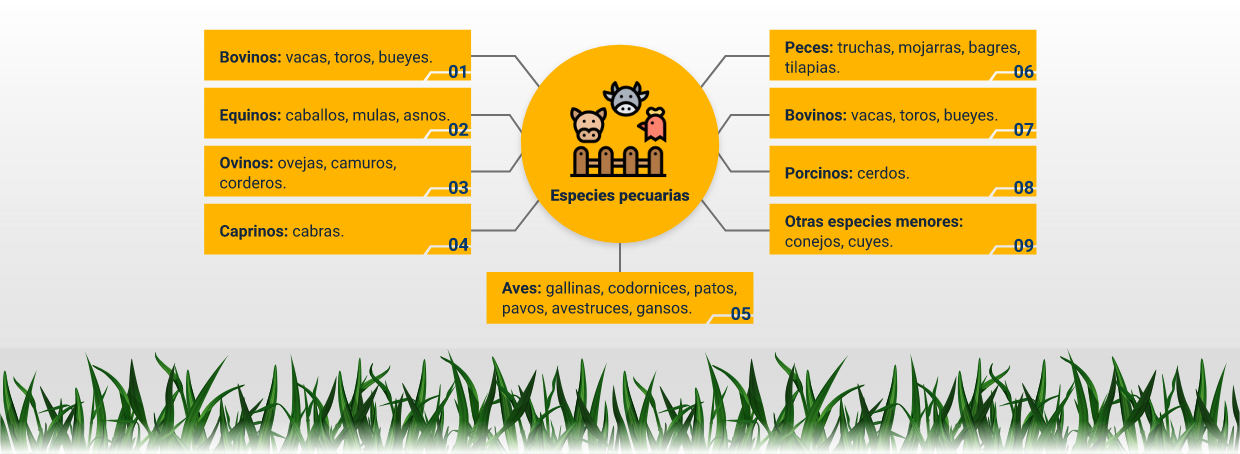 Bovinos: vacas, toros, bueyes.
01
Equinos: caballos, mulas, asnos.
02
Ovinos: ovejas, camuros,
corderos.
03
Caprinos: cabras.
04
Especies pecuarias
Aves: gallinas, codornices, patos,
pavos, avestruces, gansos.
05
Peces: truchas, mojarras, bagres,
tilapias.
06
Bovinos: vacas, toros, bueyes.
07
Porcinos: cerdos.
08
Otras especies menores:
conejos, cuyes.
09